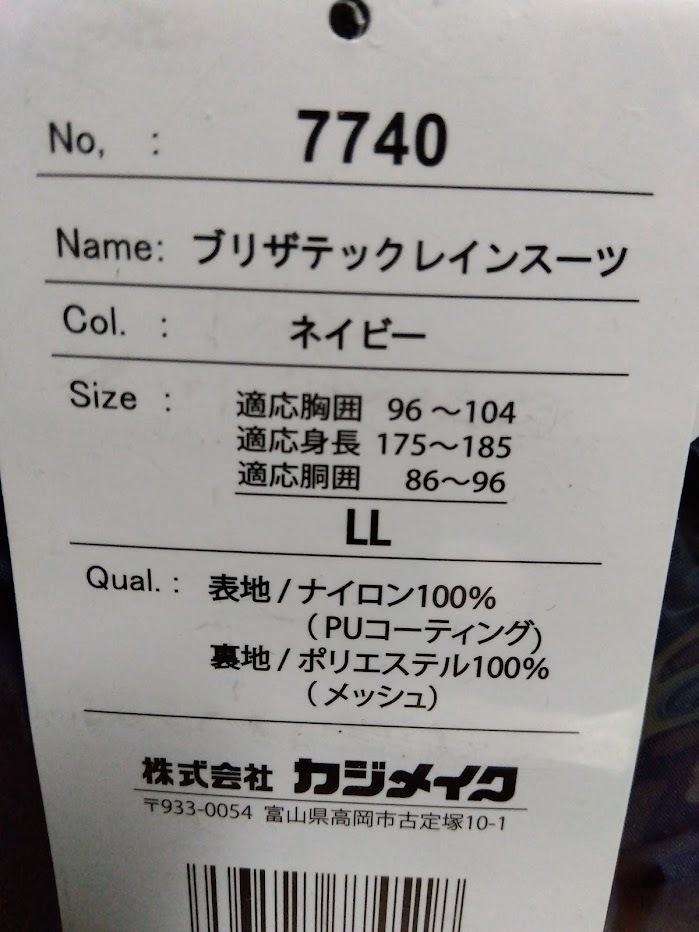 No, : 7740
Name: ブリザテックレインスーツ
Col. : ネイビー
Size : 適応胸囲 96～104
適応身長 175～185
適応胴囲 86～96
LL
Qual. : 表地 / ナイロン100%
(PUコーティング)
裏地 / ポリエステル100%
(メッシュ)
株式会社 カジメイク
〒933-0054 富山県高岡市古定塚10-1